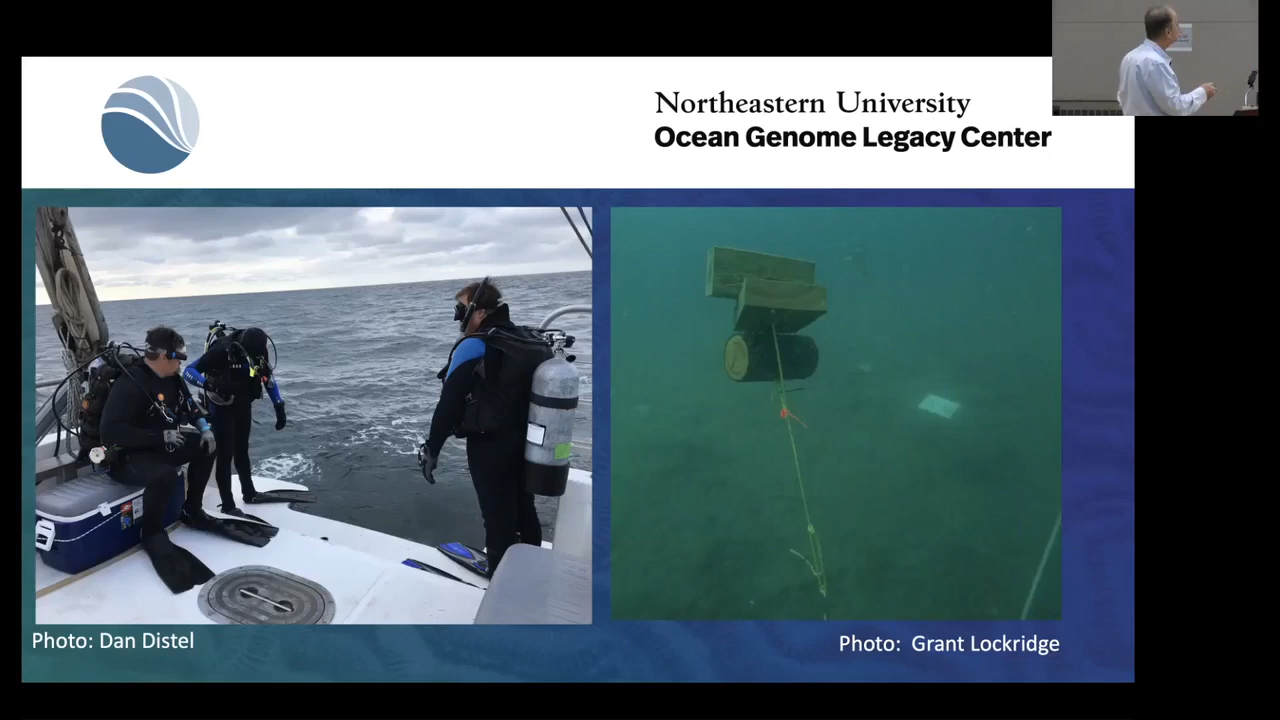 Northeastern University
Ocean Genome Legacy Center
Photo: Dan Distel
Photo: Grant Lockridge